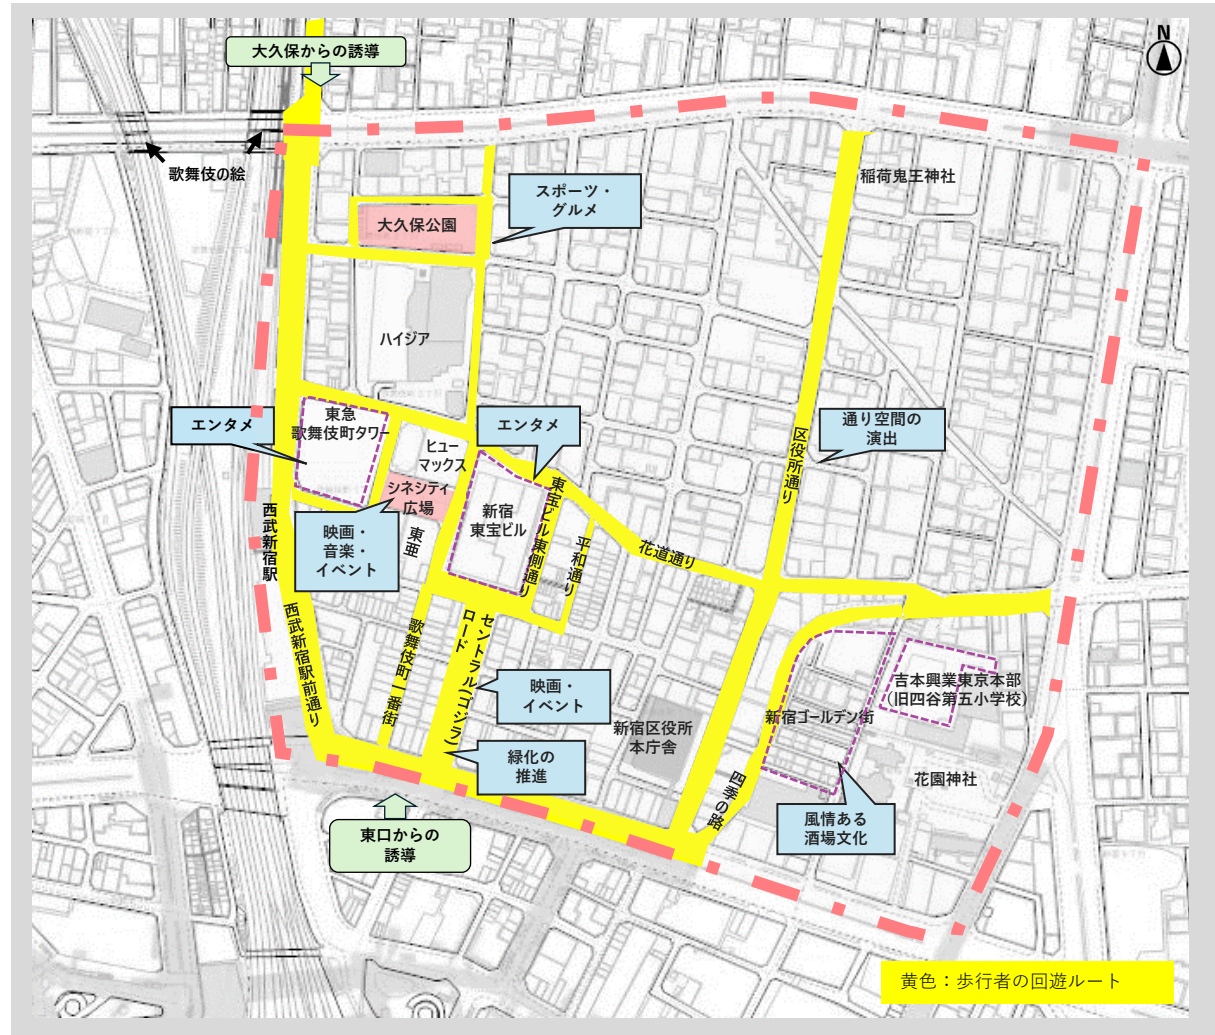 N
大久保からの誘導
歌舞伎の絵
稲荷鬼王神社
スポーツ・
グルメ
大久保公園
ハイジア
エンタメ
東急
歌舞伎町タワー
ヒュー
マックス
エンタメ
通り空間の
演出
区役所通り
シネシティ
広場
新宿
東宝ビル
東宝ビル東側通り
平和通り
花道通り
西武新宿駅
映画・
音楽・
イベント
東亜
西武新宿駅前通り
歌舞伎町一番街
セントラル(ゴジラ)
ロード
映画・
イベント
吉本興業東京本部
(旧四谷第五小学校)
新宿ゴールデン街
新宿区役所
本庁舎
緑化の
推進
四季の路
花園神社
風情ある
酒場文化
東口からの
誘導
黄色：歩行者の回遊ルート